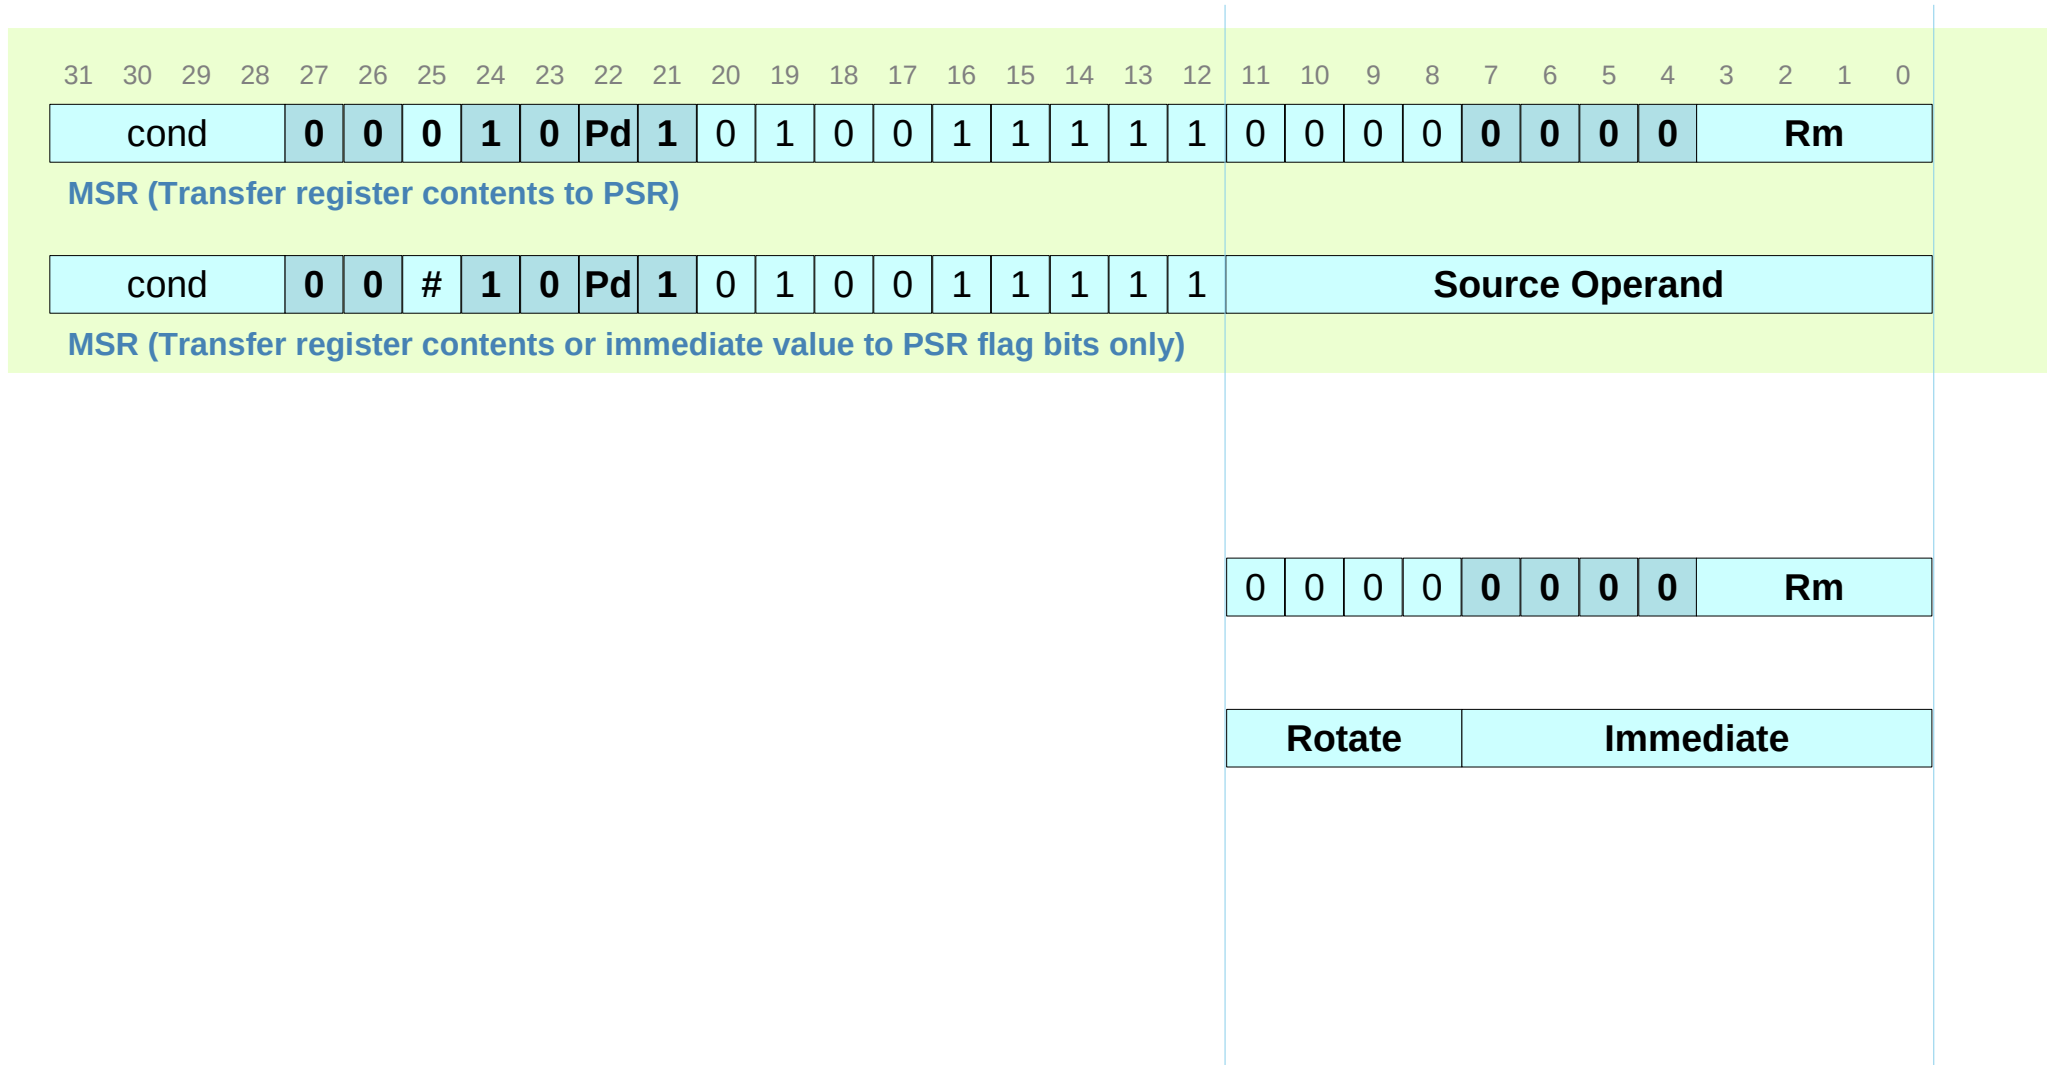 31 30 29 28 27 26 25 24 23 22 21 20 19 18 17 16 15 14 13 12 11 10 9 8 7 6 5 4 3 2 1 0
cond 0 0 0 1 0 Pd 1 0 1 0 0 1 1 1 1 1 0 0 0 0 0 0 0 0 Rm
MSR (Transfer register contents to PSR)
cond 0 0 # 1 0 Pd 1 0 1 0 0 1 1 1 1 1 Source Operand
MSR (Transfer register contents or immediate value to PSR flag bits only)
0 0 0 0 0 0 0 0 Rm
Rotate Immediate